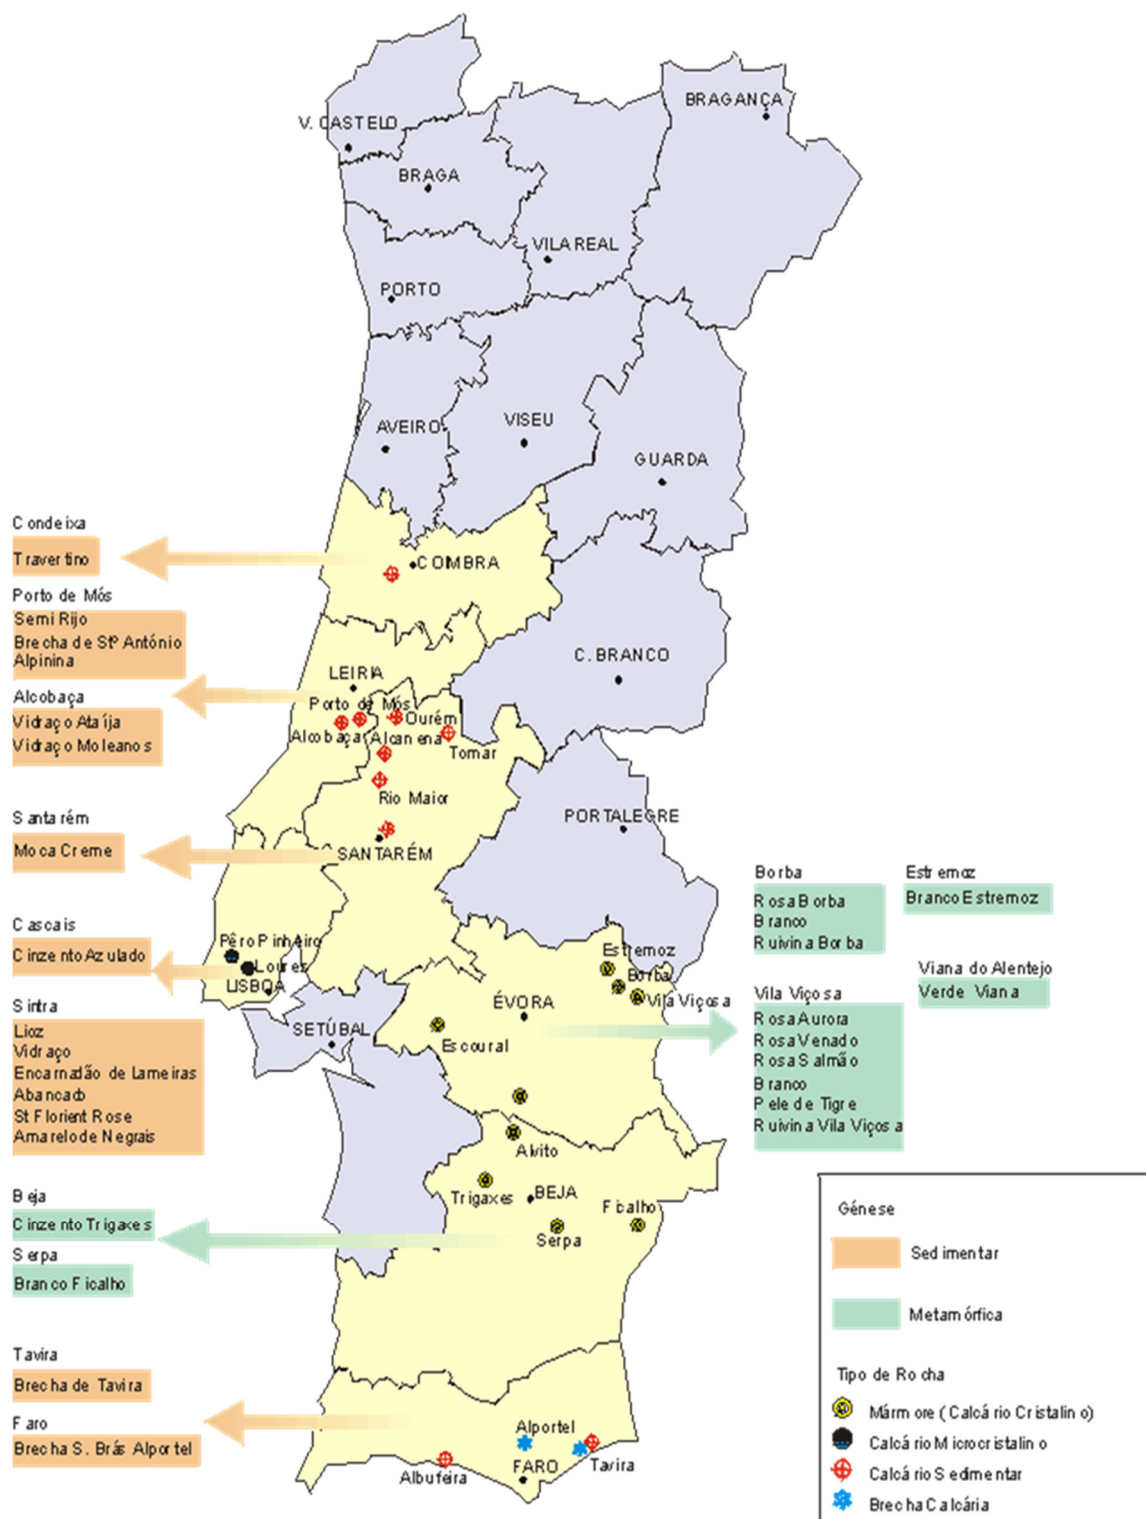 BRAGANÇA
V. CASTELO
BRAGA
VILA REAL
PORTO
AVEIRO
VISEU
GUARDA
COIMBRA
C. BRANCO
LEIRIA
Porto de Mós
Ourém
Alcobaça
Alcanena
Tomar
Rio Maior
SANTARÉM
PORTALEGRE
Pêro Pinheiro
Loures
LISBOA
SETÚBAL
Estremoz
Borba
Vila Viçosa
ÉVORA
Escoural
Alvito
Trigaxes
BEJA
Ficalho
Serpa
Alportel
Albufeira
FARO
Tavira
Condeixa
Travertino
Porto de Mós
Semi Rijo
Brecha de Stº António
Alpinina
Alcobaça
Vidraço Ataíja
Vidraço Moleanos
Santarém
Moca Creme
Cascais
Cinzento Azulado
Sintra
Lioz
Vidraço
Encarnadão de Lameiras
Abancado
St Florient Rose
Amarelo de Negrais
Beja
Cinzento Trigaxes
Serpa
Branco Ficalho
Tavira
Brecha de Tavira
Faro
Brecha S. Brás Alportel
Borba
Rosa Borba
Branco
Ruivina Borba
Estremoz
Branco Estremoz
Viana do Alentejo
Verde Viana
Vila Viçosa
Rosa Aurora
Rosa Venado
Rosa Salmão
Branco
Pele de Tigre
Ruivina Vila Viçosa
Génese
Sedimentar
Metamórfica
Tipo de Rocha
Mármore (Calcário Cristalino)
Calcário Microcristalino
Calcário Sedimentar
Brecha Calcária